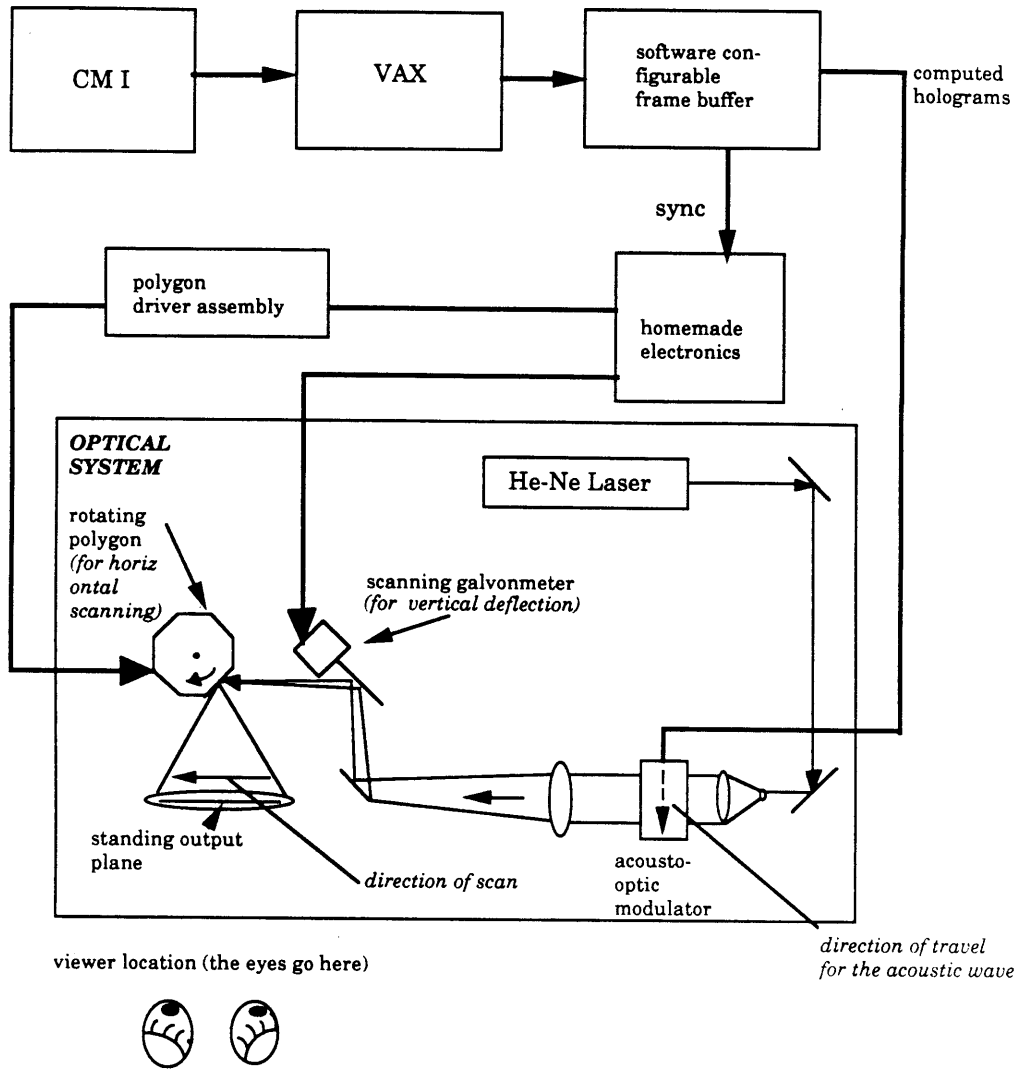 CM I
VAX
software con-
figurable
frame buffer
computed
holograms
sync
polygon
driver assembly
homemade
electronics
OPTICAL
SYSTEM
He-Ne Laser
rotating
polygon
(for horiz
ontal
scanning)
scanning galvonmeter
(for vertical deflection)
standing output
plane
direction of scan
acousto-
optic
modulator
direction of travel
for the acoustic wave
viewer location (the eyes go here)